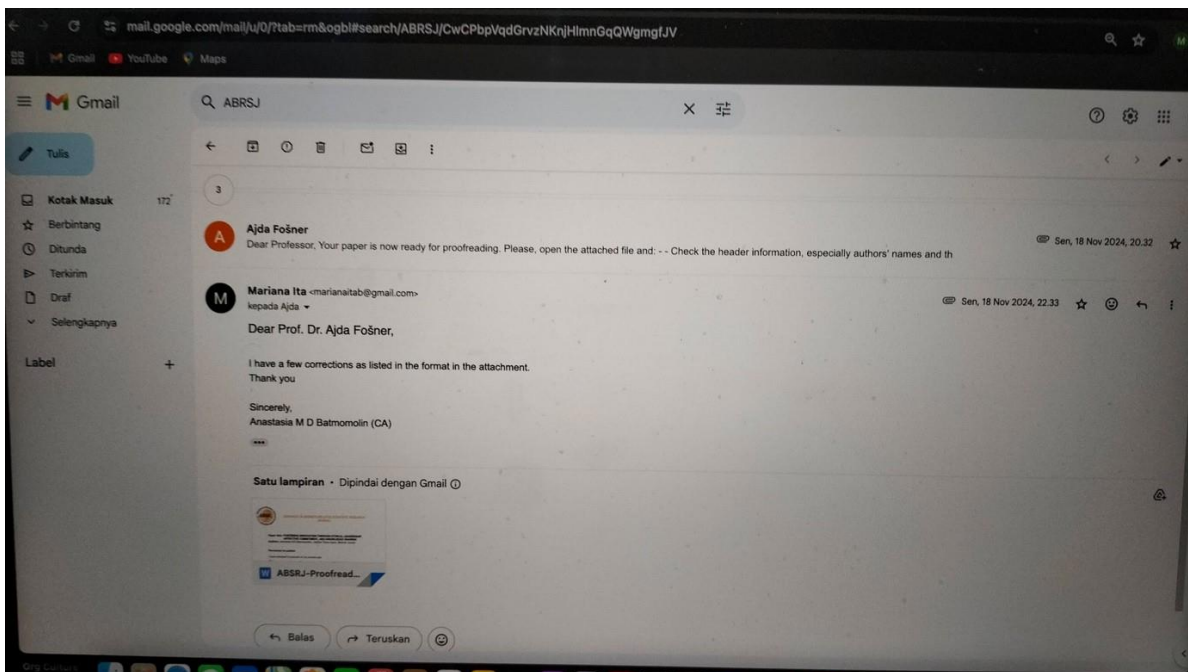 mail.google.com/mail/u/0/?tab=rm&ogbl#search/ABRSJ/CwCPbpVqdGrvzNKnjHlmnGqQWgmgfJV
Gmail YouTube Maps
Gmail
ABRSJ
Tulis
3
Kotak Masuk 172
Berbintang
Ditunda
Terkirim
Draf
Selengkapnya
Label +
Ajda Fošner
Sen, 18 Nov 2024, 20.32
Dear Professor, Your paper is now ready for proofreading. Please, open the attached file and: - - Check the header information, especially authors' names and th
Mariana Ita <marianaitab@gmail.com>
Sen, 18 Nov 2024, 22.33
kepada Ajda
Dear Prof. Dr. Ajda Fošner,
I have a few corrections as listed in the format in the attachment.
Thank you
Sincerely,
Anastasia M D Batmomolin (CA)
Satu lampiran • Dipindai dengan Gmail
W ABSRJ-Proofread...
Balas Teruskan
Org Culture